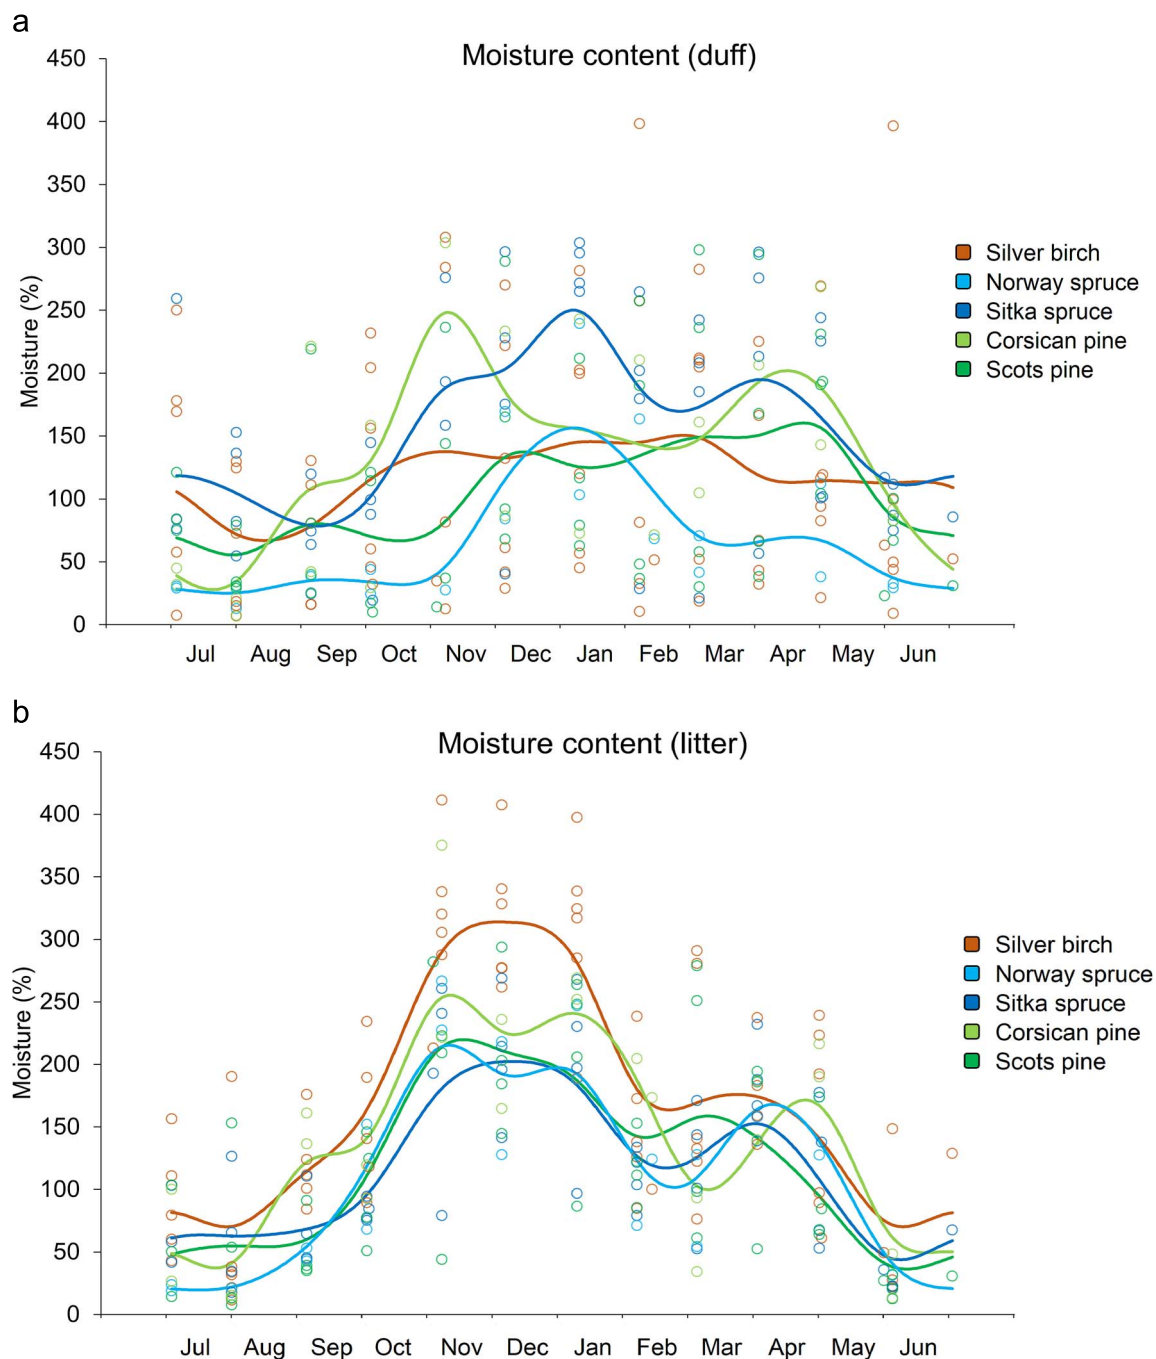 a
Moisture content (duff)
450
400
350
300
250
200
150
100
50
0
Moisture (%)
Silver birch
Norway spruce
Sitka spruce
Corsican pine
Scots pine
Jul Aug Sep Oct Nov Dec Jan Feb Mar Apr May Jun
b
Moisture content (litter)
450
400
350
300
250
200
150
100
50
0
Moisture (%)
Silver birch
Norway spruce
Sitka spruce
Corsican pine
Scots pine
Jul Aug Sep Oct Nov Dec Jan Feb Mar Apr May Jun